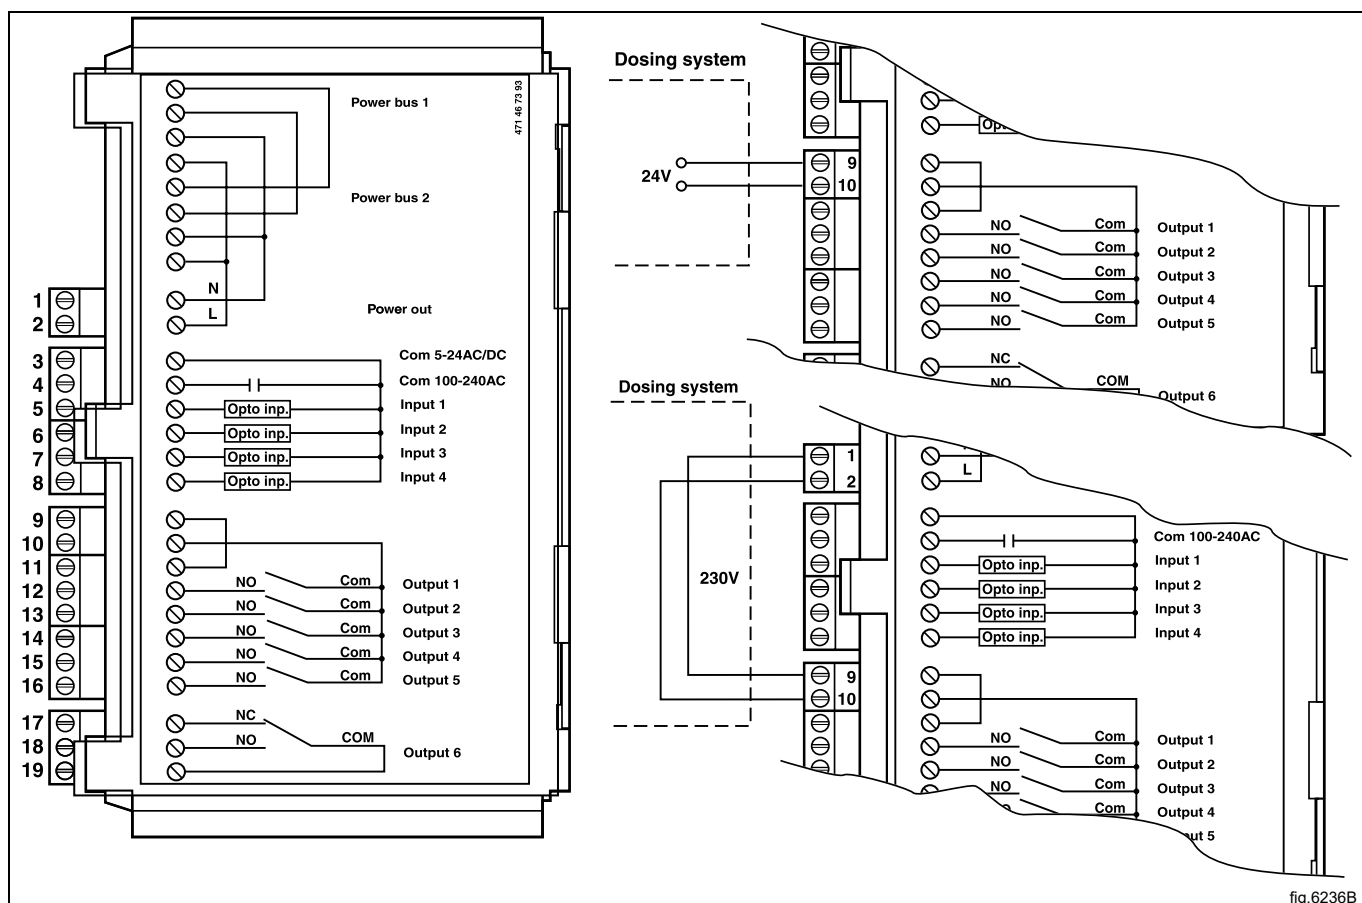 471 46 73 93
Power bus 1
Power bus 2
N
L
Power out
1
2
3
4
5
6
7
8
9
10
11
12
13
14
15
16
17
18
19
Com 5-24AC/DC
Com 100-240AC
Opto inp. Input 1
Opto inp. Input 2
Opto inp. Input 3
Opto inp. Input 4
NO Com Output 1
NO Com Output 2
NO Com Output 3
NO Com Output 4
NO Com Output 5
NC
NO COM Output 6
Dosing system
24V
9
10
NO Com Output 1
NO Com Output 2
NO Com Output 3
NO Com Output 4
NO Com Output 5
NC
NO COM Output 6
Dosing system
230V
1
2
L
Com 100-240AC
Opto inp. Input 1
Opto inp. Input 2
Opto inp. Input 3
Opto inp. Input 4
9
10
NO Com Output 1
NO Com Output 2
NO Com Output 3
Com Output 4
fig.6236B